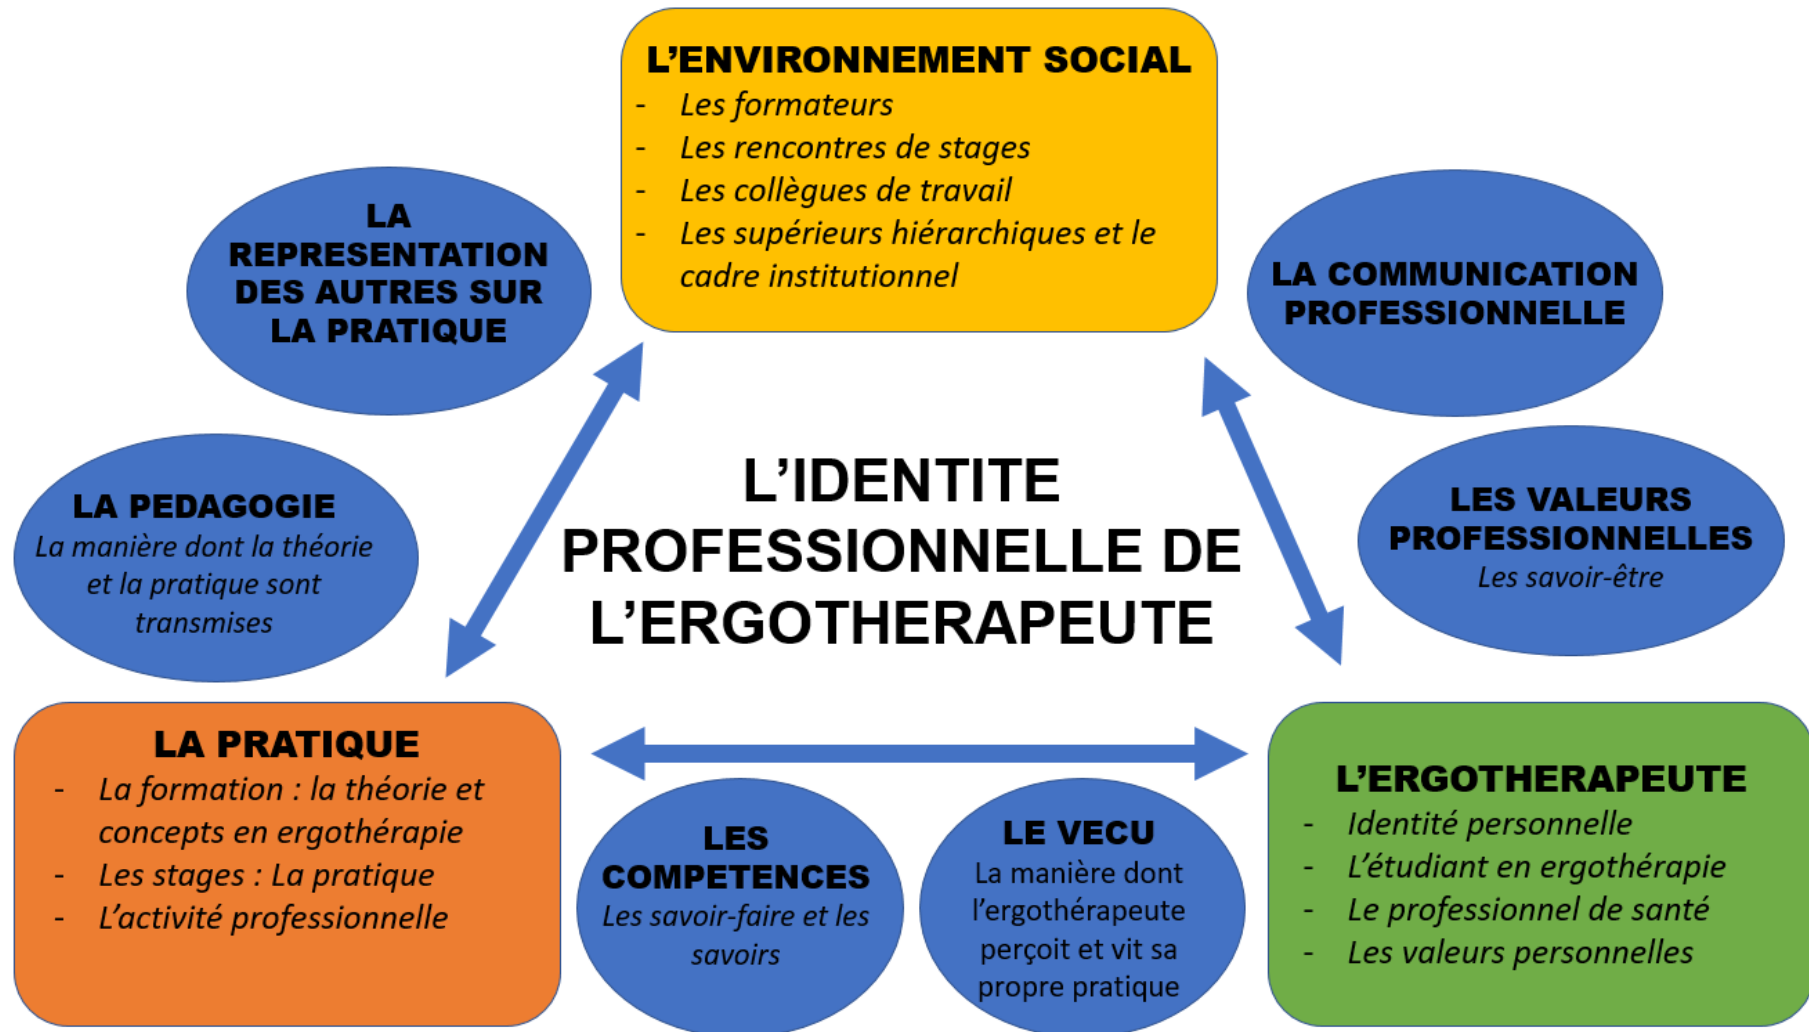 L’ENVIRONNEMENT SOCIAL
- Les formateurs
- Les rencontres de stages
- Les collègues de travail
- Les supérieurs hiérarchiques et le
cadre institutionnel
LA
REPRESENTATION
DES AUTRES SUR
LA PRATIQUE
LA COMMUNICATION
PROFESSIONNELLE
LA PEDAGOGIE
La manière dont la théorie
et la pratique sont
transmises
L’IDENTITE
PROFESSIONNELLE DE
L’ERGOTHERAPEUTE
LES VALEURS
PROFESSIONNELLES
Les savoir-être
LA PRATIQUE
- La formation : la théorie et
concepts en ergothérapie
- Les stages : La pratique
- L’activité professionnelle
LES
COMPETENCES
Les savoir-faire et les
savoirs
LE VECU
La manière dont
l’ergothérapeute
perçoit et vit sa
propre pratique
L’ERGOTHERAPEUTE
- Identité personnelle
- L’étudiant en ergothérapie
- Le professionnel de santé
- Les valeurs personnelles